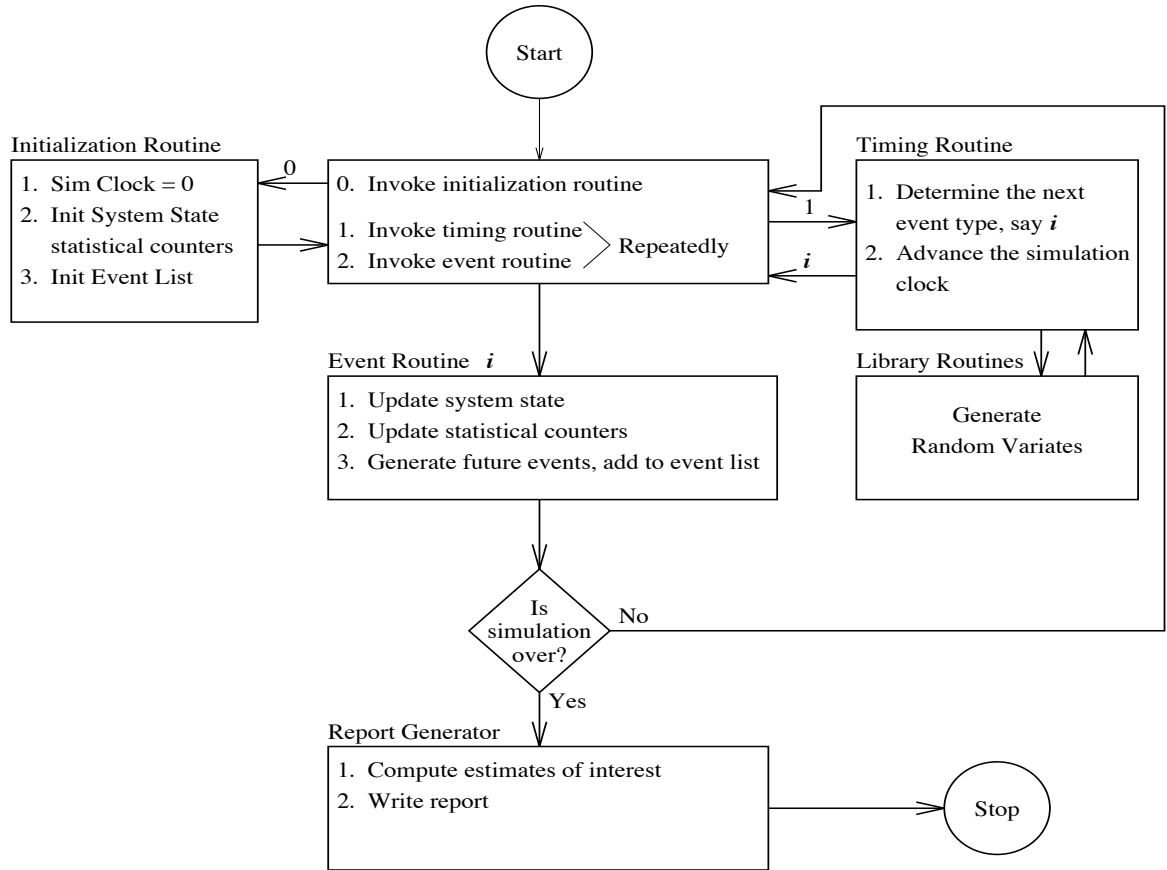 Start
Initialization Routine
1. Sim Clock = 0
2. Init System State
statistical counters
3. Init Event List
0
0. Invoke initialization routine
1. Invoke timing routine
2. Invoke event routine
Repeatedly
1
i
Timing Routine
1. Determine the next
event type, say i
2. Advance the simulation
clock
Event Routine i
1. Update system state
2. Update statistical counters
3. Generate future events, add to event list
Library Routines
Generate
Random Variates
Is
simulation
over?
No
Yes
Report Generator
1. Compute estimates of interest
2. Write report
Stop